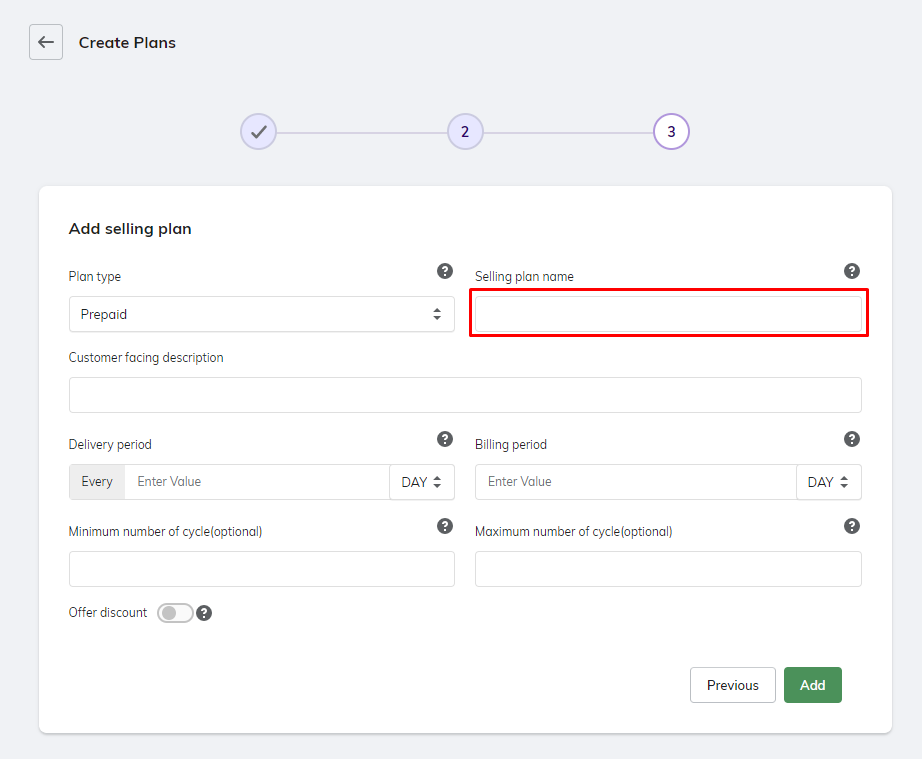 Create Plans
2
3
Add selling plan
Plan type
Selling plan name
Prepaid
Customer facing description
Delivery period
Billing period
Every Enter Value DAY
Enter Value DAY
Minimum number of cycle(optional)
Maximum number of cycle(optional)
Offer discount
Previous
Add